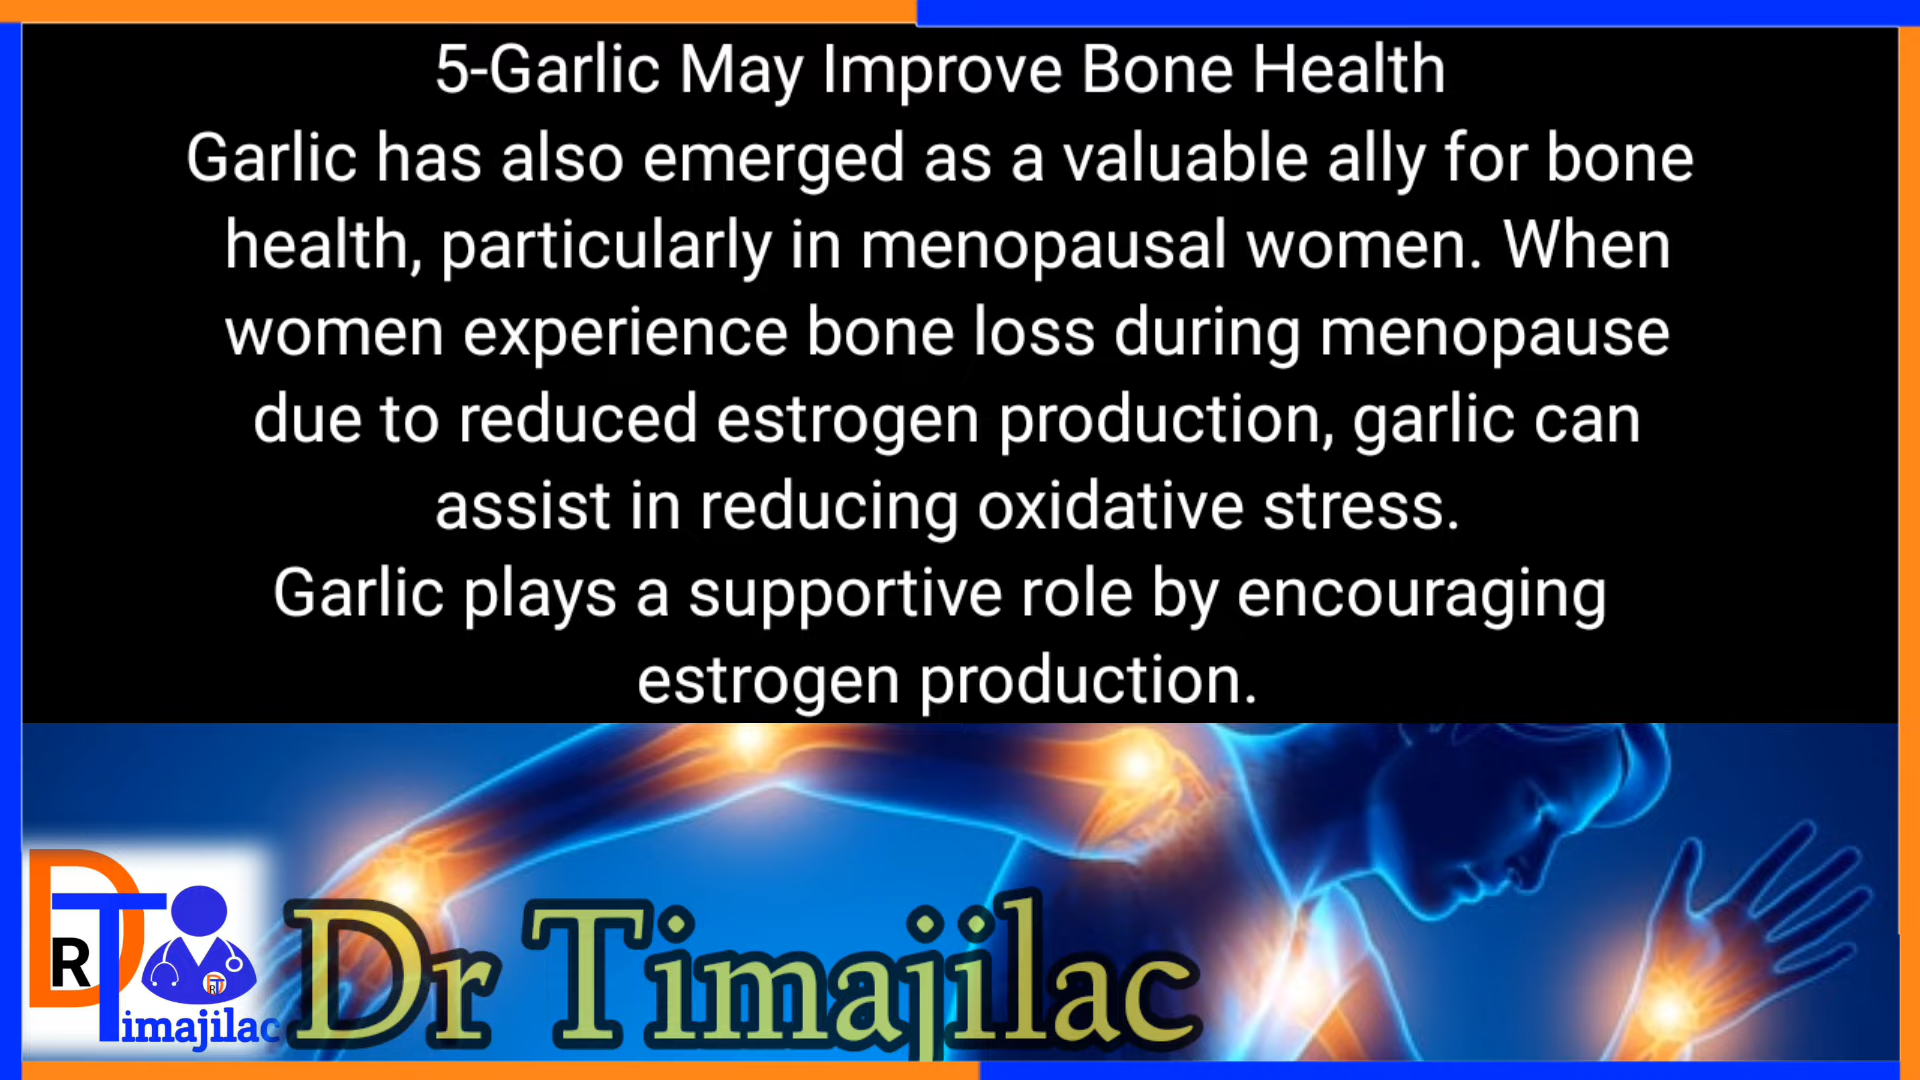 5-Garlic May Improve Bone Health
Garlic has also emerged as a valuable ally for bone
health, particularly in menopausal women. When
women experience bone loss during menopause
due to reduced estrogen production, garlic can
assist in reducing oxidative stress.
Garlic plays a supportive role by encouraging
estrogen production.
DR Timajilac
Dr Timajilac